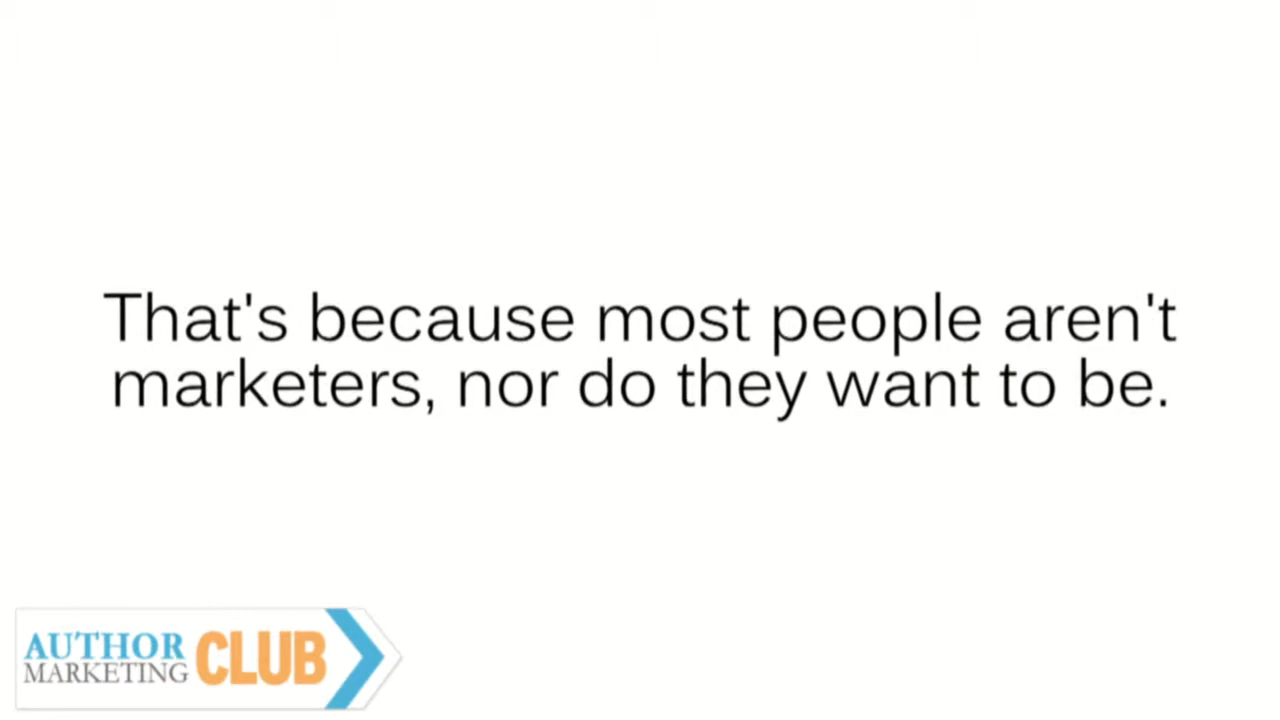 That's because most people aren't
marketers, nor do they want to be.
AUTHOR
MARKETING
CLUB